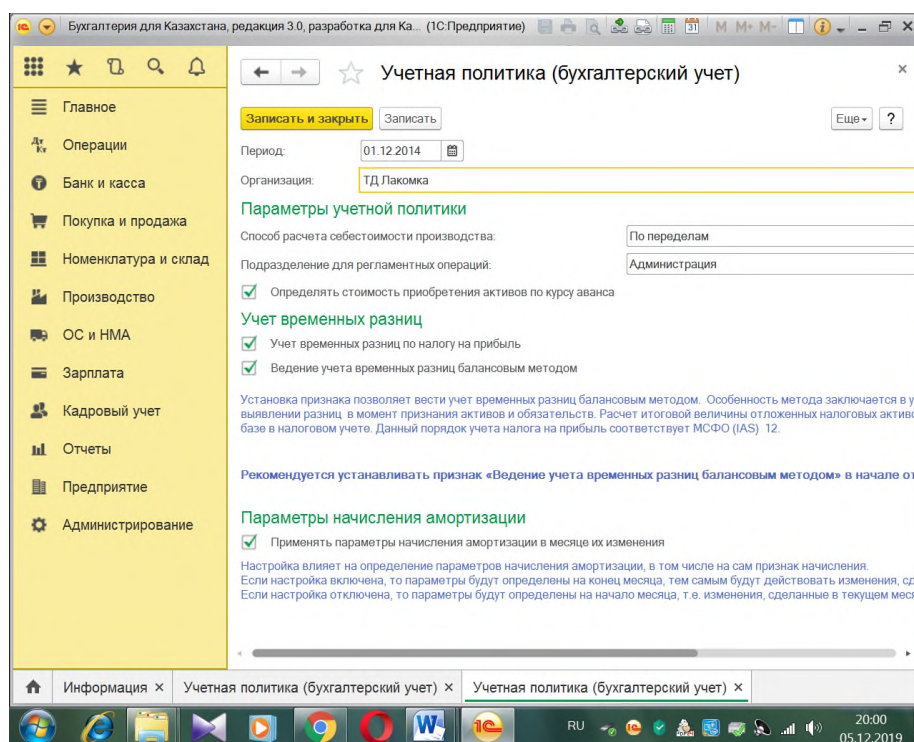 Бухгалтерия для Казахстана, редакция 3.0, разработка для Ка... (1С:Предприятие)
M M+ M-
Учетная политика (бухгалтерский учет)
Главное
Операции
Банк и касса
Покупка и продажа
Номенклатура и склад
Производство
ОС и НМА
Зарплата
Кадровый учет
Отчеты
Предприятие
Администрирование
Записать и закрыть Записать Еще ?
Период: 01.12.2014
Организация: ТД Лакомка
Параметры учетной политики
Способ расчета себестоимости производства: По переделам
Подразделение для регламентных операций: Администрация
Определять стоимость приобретения активов по курсу аванса
Учет временных разниц
Учет временных разниц по налогу на прибыль
Ведение учета временных разниц балансовым методом
Установка признака позволяет вести учет временных разниц балансовым методом. Особенность метода заключается в у
выявлении разниц в момент признания активов и обязательств. Расчет итоговой величины отложенных налоговых активо
базе в налоговом учете. Данный порядок учета налога на прибыль соответствует МСФО (IAS) 12.
Рекомендуется устанавливать признак «Ведение учета временных разниц балансовым методом» в начале от
Параметры начисления амортизации
Применять параметры начисления амортизации в месяце их изменения
Настройка влияет на определение параметров начисления амортизации, в том числе на сам признак начисления.
Если настройка включена, то параметры будут определены на конец месяца, тем самым будут действовать изменения, сд
Если настройка отключена, то параметры будут определены на начало месяца, т.е. изменения, сделанные в текущем меся
Информация × Учетная политика (бухгалтерский учет) × Учетная политика (бухгалтерский учет) ×
RU 20:00
05.12.2019